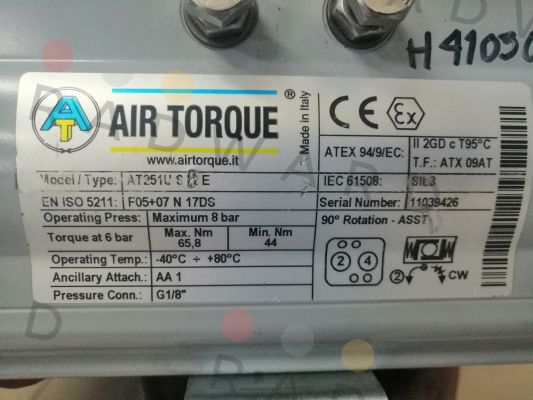 H 4103
AT
AIR TORQUE ®
www.airtorque.it
Made in Italy
CE Ex
ATEX 94/9/EC: II 2GD c T95°C
T.F.: ATX 09AT
Model / Type: AT251U S E
IEC 61508: SIL3
EN ISO 5211: F05+07 N 17DS
Serial Number: 11039426
Operating Press: Maximum 8 bar
90° Rotation - ASST
Torque at 6 bar Max. Nm 65,8 Min. Nm 44
2 4
2 CW
Operating Temp.: -40°C ÷ +80°C
Ancillary Attach.: AA 1
Pressure Conn.: G1/8"